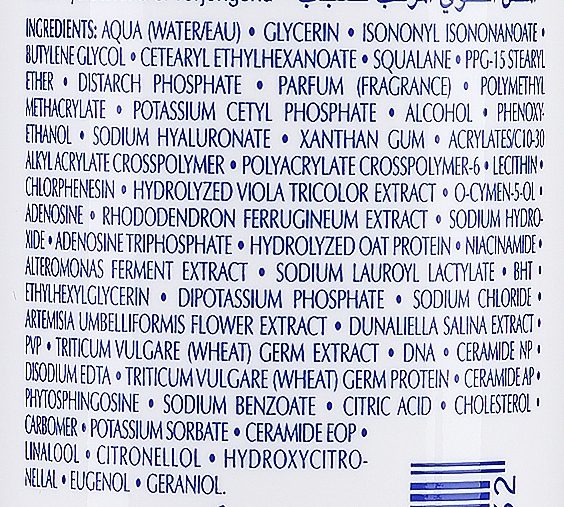 INGREDIENTS: AQUA (WATER/EAU) • GLYCERIN • ISONONYL ISONONANOATE •
BUTYLENE GLYCOL • CETEARYL ETHYLHEXANOATE • SQUALANE • PPG-15 STEARYL
ETHER • DISTARCH PHOSPHATE • PARFUM (FRAGRANCE) • POLYMETHYL
METHACRYLATE • POTASSIUM CETYL PHOSPHATE • ALCOHOL • PHENOXY-
ETHANOL • SODIUM HYALURONATE • XANTHAN GUM • ACRYLATES/C10-30
ALKYL ACRYLATE CROSSPOLYMER • POLYACRYLATE CROSSPOLYMER-6 • LECITHIN •
CHLORPHENESIN • HYDROLYZED VIOLA TRICOLOR EXTRACT • O-CYMEN-5-OL •
ADENOSINE • RHODODENDRON FERRUGINEUM EXTRACT • SODIUM HYDRO-
XIDE • ADENOSINE TRIPHOSPHATE • HYDROLYZED OAT PROTEIN • NIACINAMIDE •
ALTEROMONAS FERMENT EXTRACT • SODIUM LAUROYL LACTYLATE • BHT •
ETHYLHEXYLGLYCERIN • DIPOTASSIUM PHOSPHATE • SODIUM CHLORIDE •
ARTEMISIA UMBELLIFORMIS FLOWER EXTRACT • DUNALIELLA SALINA EXTRACT •
PVP • TRITICUM VULGARE (WHEAT) GERM EXTRACT • DNA • CERAMIDE NP •
DISODIUM EDTA • TRITICUM VULGARE (WHEAT) GERM PROTEIN • CERAMIDE AP •
PHYTOSPHINGOSINE • SODIUM BENZOATE • CITRIC ACID • CHOLESTEROL •
CARBOMER • POTASSIUM SORBATE • CERAMIDE EOP •
LINALOOL • CITRONELLOL • HYDROXYCITRO-
NELLAL • EUGENOL • GERANIOL.